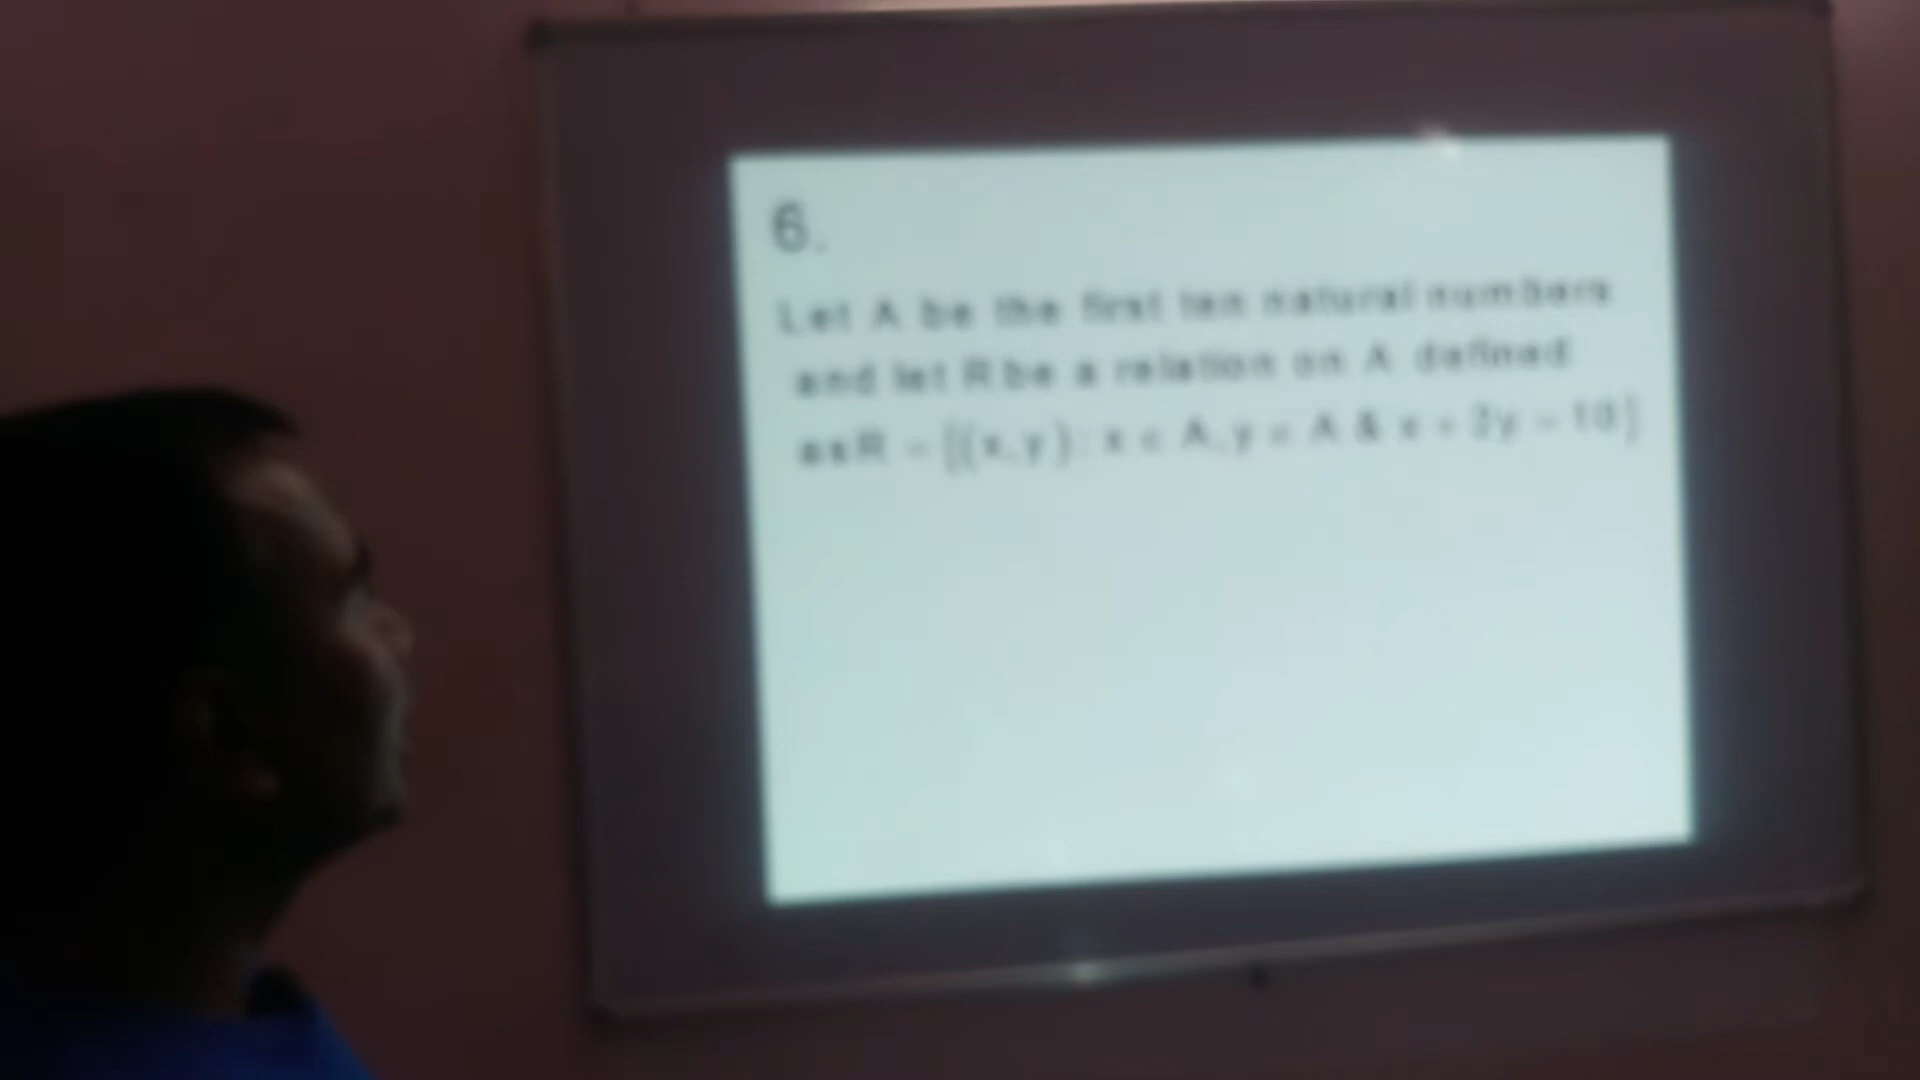 6.
Let A be the first ten natural numbers
and let R be a relation on A defined
as R = {(x, y) : x ∈ A, y ∈ A & x + 2y = 10}